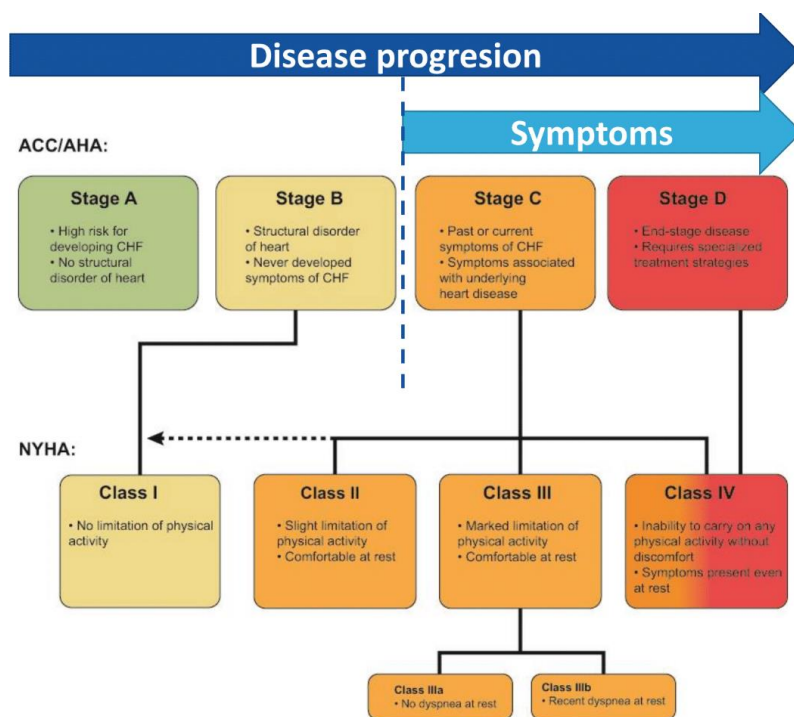 Disease progresion
Symptoms
ACC/AHA:
Stage A
• High risk for
developing CHF
• No structural
disorder of heart
Stage B
• Structural disorder
of heart
• Never developed
symptoms of CHF
Stage C
• Past or current
symptoms of CHF
• Symptoms associated
with underlying
heart disease
Stage D
• End-stage disease
• Requires specialized
treatment strategies
NYHA:
Class I
• No limitation of physical
activity
Class II
• Slight limitation of
physical activity
• Comfortable at rest
Class III
• Marked limitation of
physical activity
• Comfortable at rest
Class IV
• Inability to carry on any
physical activity without
discomfort
• Symptoms present even
at rest
Class IIIa
• No dyspnea at rest
Class IIIb
• Recent dyspnea at rest